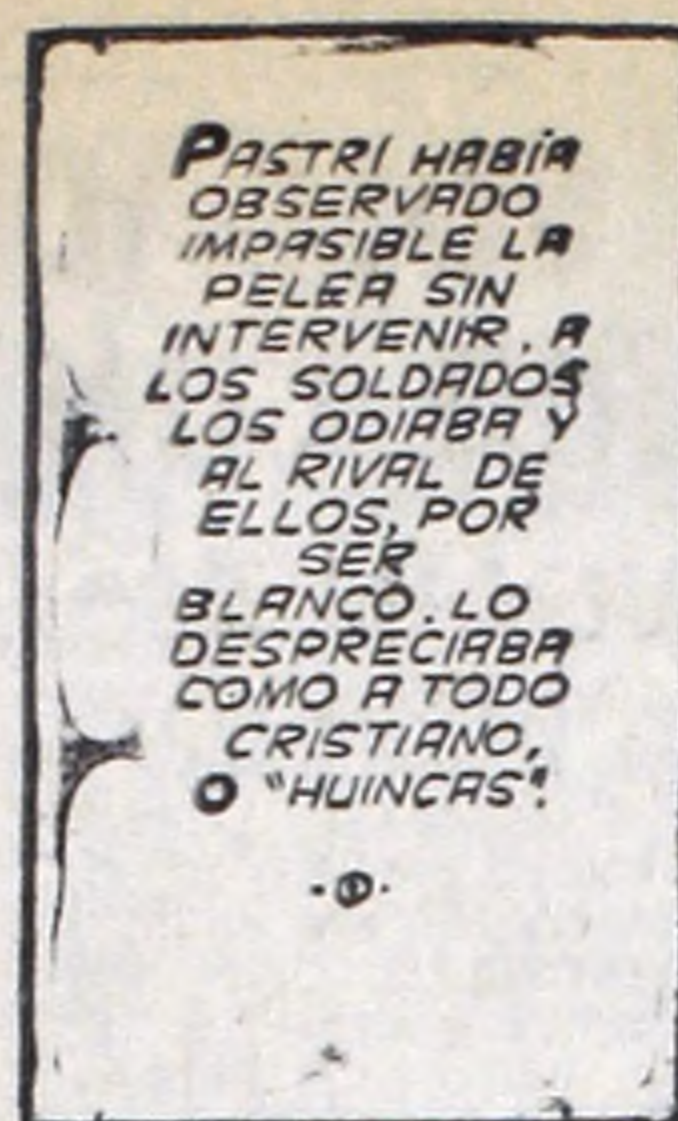 PASTRI HABÍA
OBSERVADO
IMPASIBLE LA
PELEA SIN
INTERVENIR. A
LOS SOLDADOS
LOS ODIABA Y
AL RIVAL DE
ELLOS, POR
SER
BLANCO. LO
DESPRECIABA
COMO A TODO
CRISTIANO,
O "HUINCAS".